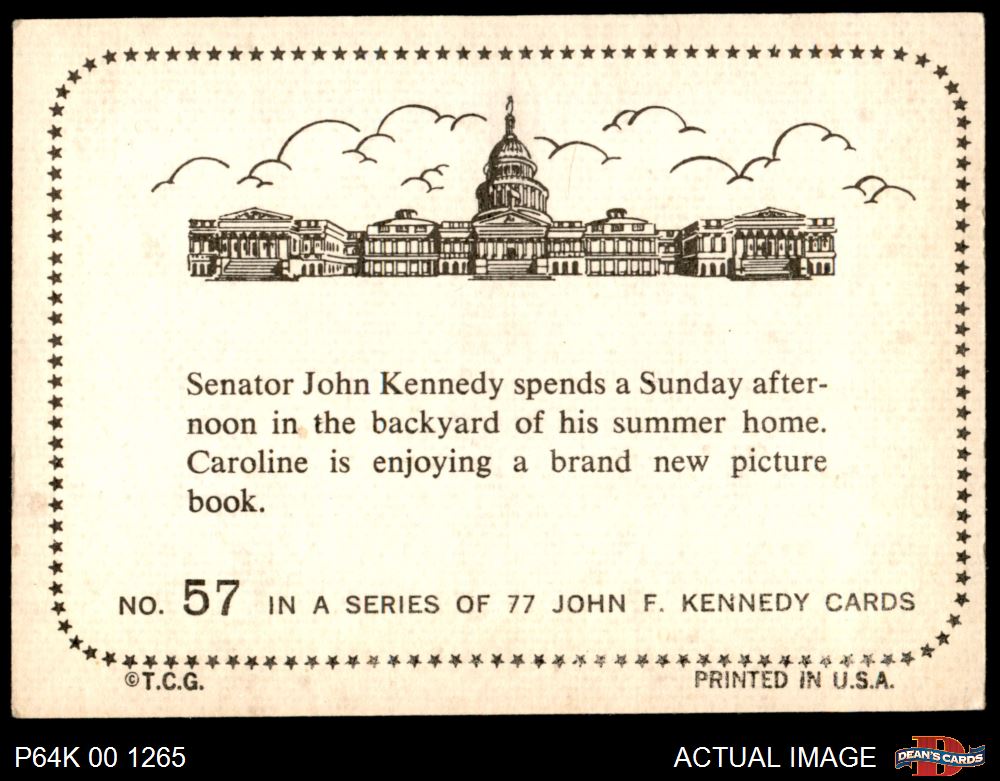 Senator John Kennedy spends a Sunday after-
noon in the backyard of his summer home.
Caroline is enjoying a brand new picture
book.
NO. 57 IN A SERIES OF 77 JOHN F. KENNEDY CARDS
©T.C.G. PRINTED IN U.S.A.
P64K 00 1265 ACTUAL IMAGE DEAN'S CARDS